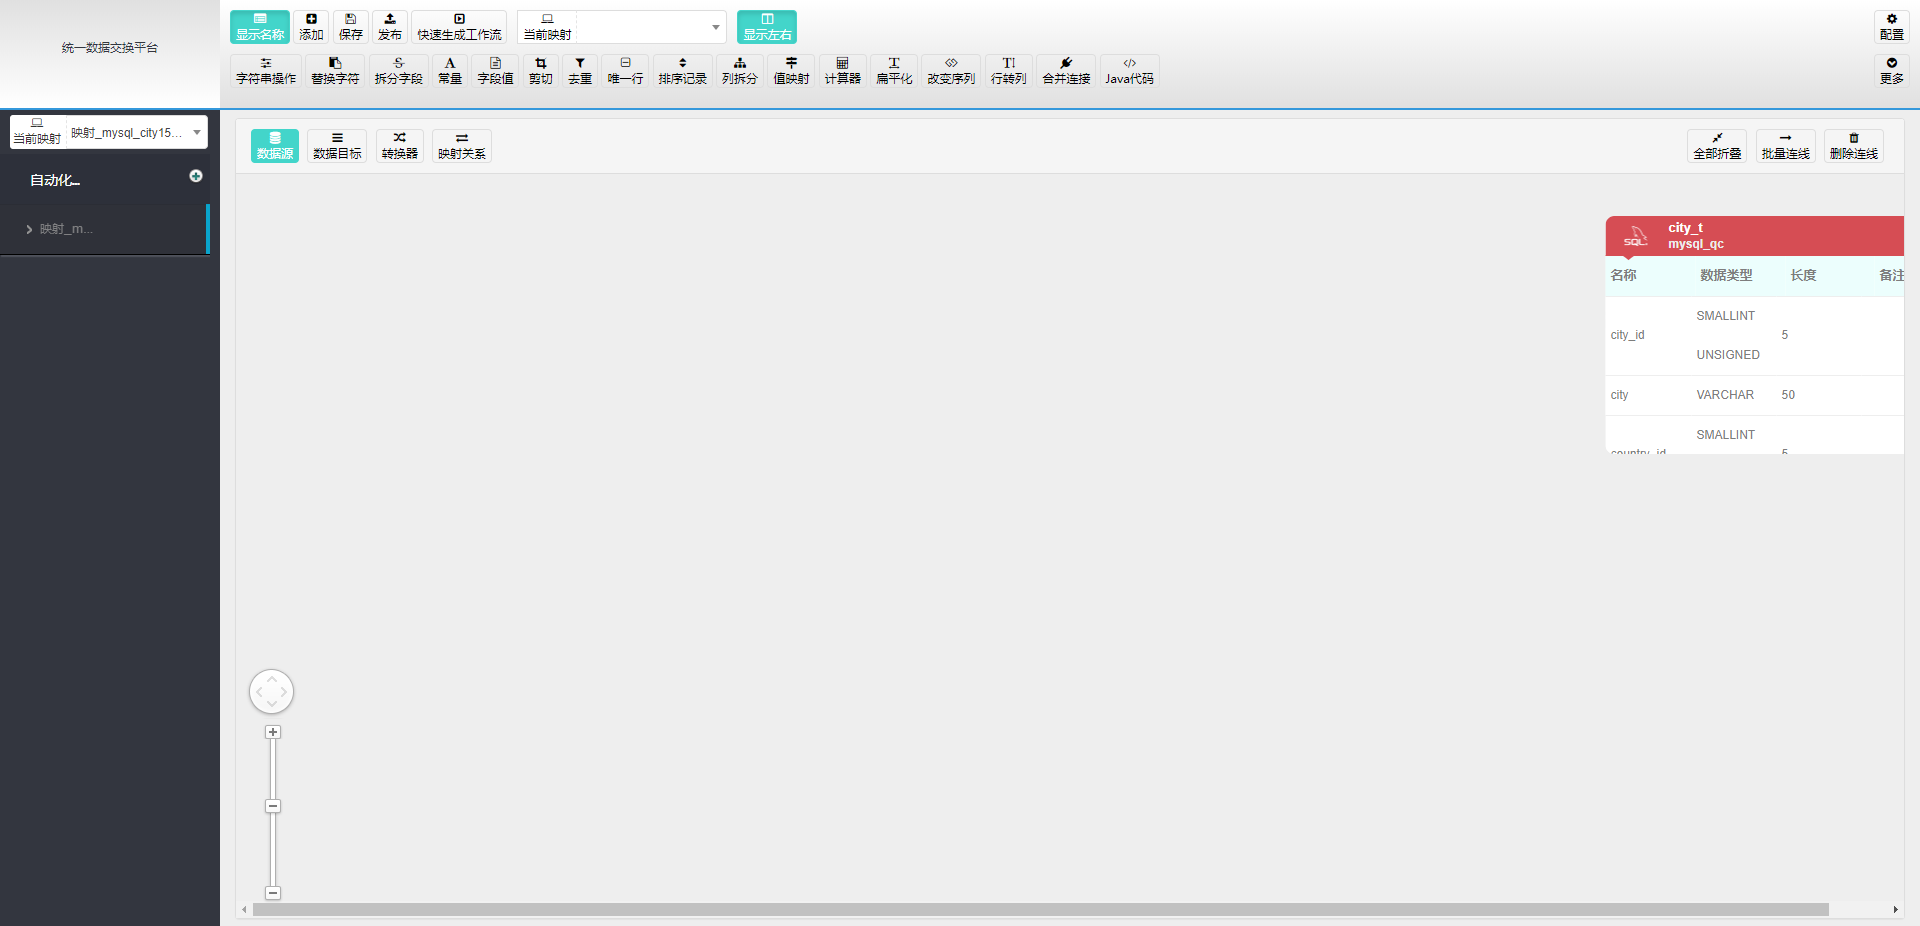 统一数据交换平台
显示名称
添加
保存
发布
快速生成工作流
当前映射
显示左右
配置
字符串操作
替换字符
拆分字段
常量
字段值
剪切
去重
唯一行
排序记录
列拆分
值映射
计算器
扁平化
改变序列
行转列
合并连接
Java代码
更多
当前映射
映射_mysql_city15...
自动化...
映射_m...
数据源
数据目标
转换器
映射关系
全部折叠
批量连线
删除连线
SQL
city_t
mysql_qc
名称 数据类型 长度 备注
city_id SMALLINT UNSIGNED 5
city VARCHAR 50
country_id SMALLINT 5